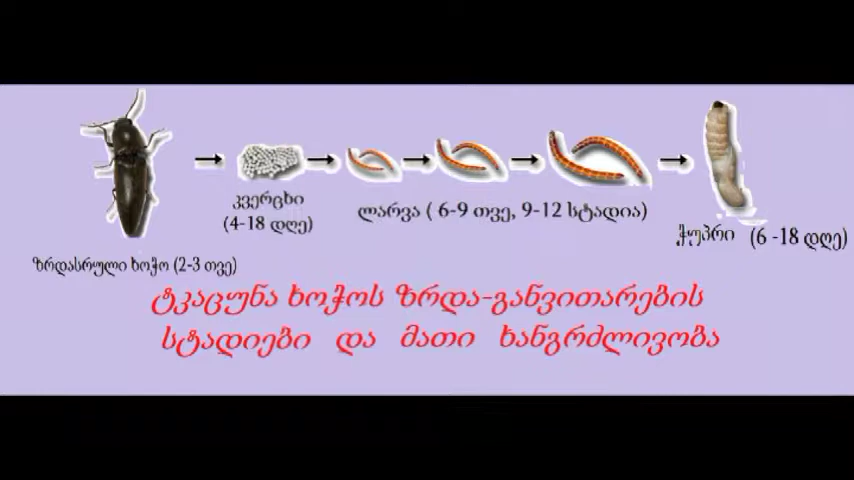 კვერცხი
(4-18 დღე)
ლარვა ( 6-9 თვე, 9-12 სტადია)
ჭუპრი (6 -18 დღე)
ზრდასრული ხოჭო (2-3 თვე)
ტკაცუნა ხოჭოს ზრდა-განვითარების
სტადიები და მათი ხანგრძლივობა